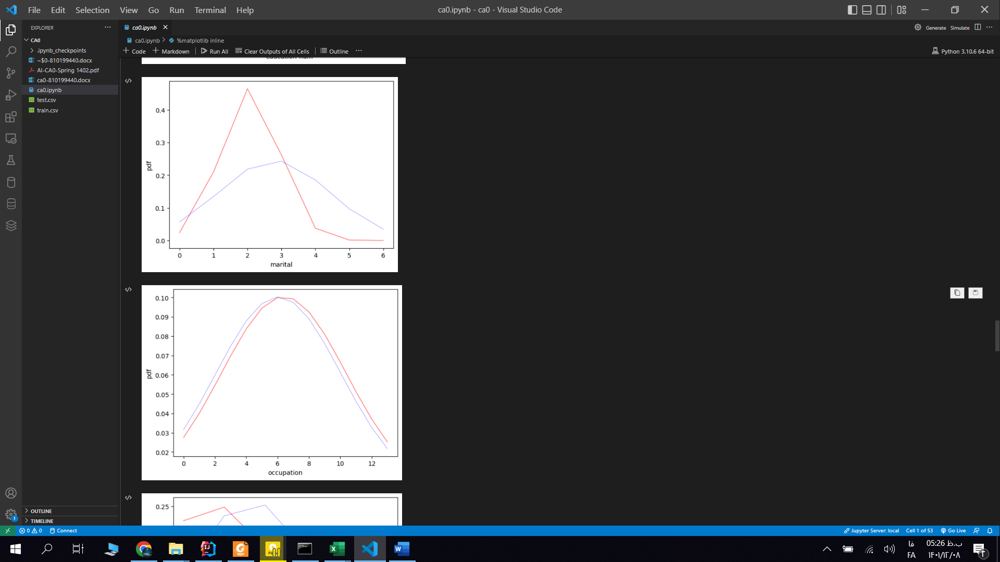 File Edit Selection View Go Run Terminal Help
ca0.ipynb - ca0 - Visual Studio Code
EXPLORER
ca0.ipynb
Generate Simulate
CA0
ca0.ipynb > %matplotlib inline
.ipynb_checkpoints
Code Markdown Run All Clear Outputs of All Cells Outline
Python 3.10.6 64-bit
~$0-810199440.docx
AI-CA0-Spring 1402.pdf
ca0-810199440.docx
ca0.ipynb
test.csv
train.csv
0.4
0.3
0.2
0.1
0.0
pdf
0 1 2 3 4 5 6
marital
0.10
0.09
0.08
0.07
0.06
0.05
0.04
0.03
0.02
pdf
0 2 4 6 8 10 12
occupation
0.25
OUTLINE
TIMELINE
1
0 0 Connect
Jupyter Server: local Cell 1 of 53 Go Live
فا
FA
05:26 ب.ظ
۱۴۰۱/۱۲/۰۸
۲